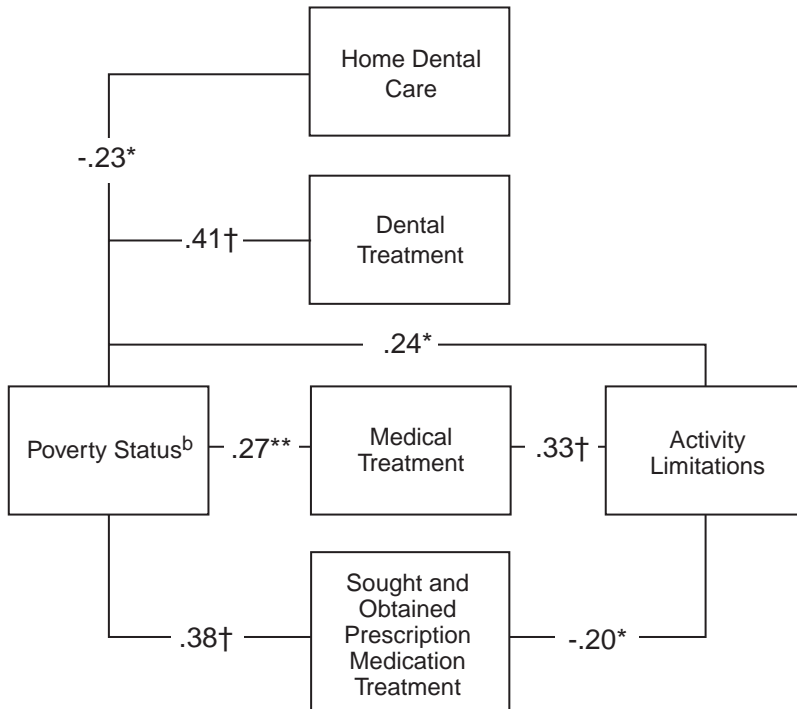 Home Dental
Care
-.23*
.41†
Dental
Treatment
.24*
Poverty Statusᵇ
.27**
Medical
Treatment
.33†
Activity
Limitations
.38†
Sought and
Obtained
Prescription
Medication
Treatment
-.20*